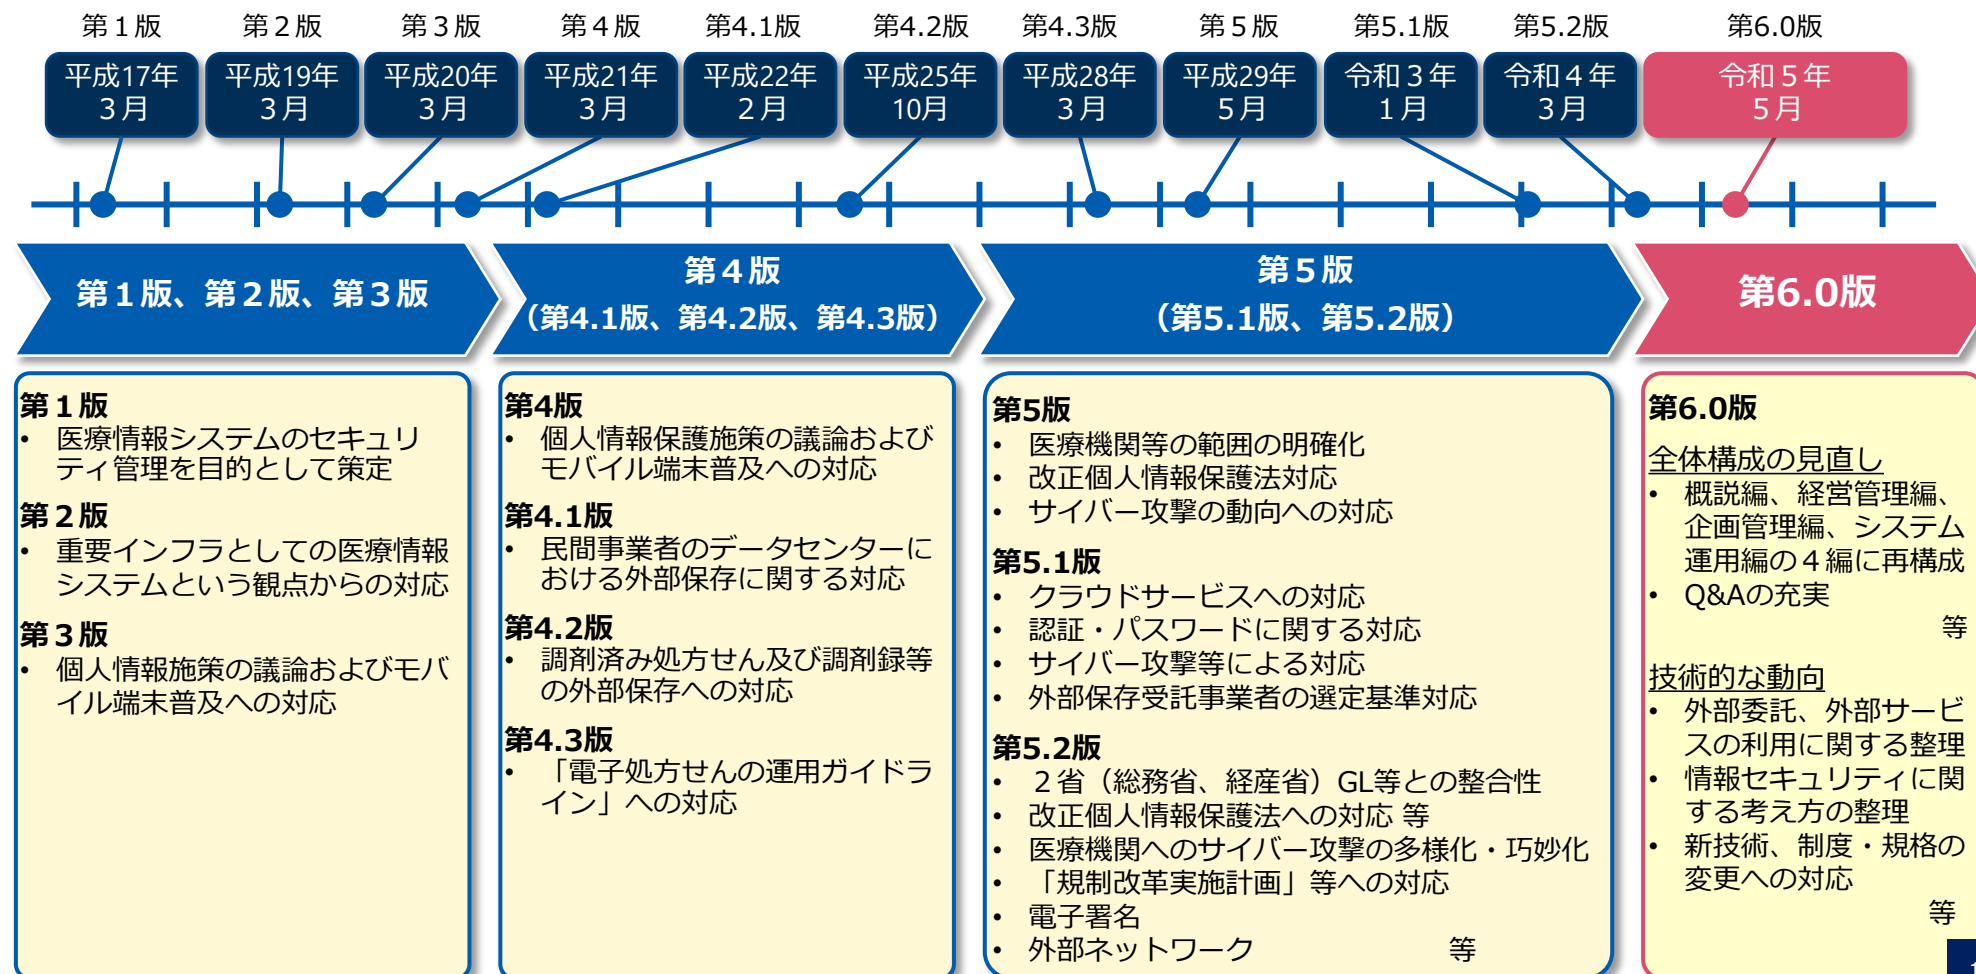 第１版
第２版
第３版
第４版
第4.1版
第4.2版
第4.3版
第５版
第5.1版
第5.2版
第6.0版
平成17年
３月
平成19年
３月
平成20年
３月
平成21年
３月
平成22年
２月
平成25年
10月
平成28年
３月
平成29年
５月
令和３年
１月
令和４年
３月
令和５年
５月
第１版、第２版、第３版
第４版
（第4.1版、第4.2版、第4.3版）
第５版
（第5.1版、第5.2版）
第6.0版
第１版
• 医療情報システムのセキュリ
ティ管理を目的として策定
第２版
• 重要インフラとしての医療情報
システムという観点からの対応
第３版
• 個人情報施策の議論およびモバ
イル端末普及への対応
第4版
• 個人情報保護施策の議論および
モバイル端末普及への対応
第4.1版
• 民間事業者のデータセンターに
おける外部保存に関する対応
第4.2版
• 調剤済み処方せん及び調剤録等
の外部保存への対応
第4.3版
• 「電子処方せんの運用ガイドラ
イン」への対応
第5版
• 医療機関等の範囲の明確化
• 改正個人情報保護法対応
• サイバー攻撃の動向への対応
第5.1版
• クラウドサービスへの対応
• 認証・パスワードに関する対応
• サイバー攻撃等による対応
• 外部保存受託事業者の選定基準対応
第5.2版
• ２省（総務省、経産省）GL等との整合性
• 改正個人情報保護法への対応 等
• 医療機関へのサイバー攻撃の多様化・巧妙化
• 「規制改革実施計画」等への対応
• 電子署名
• 外部ネットワーク 等
第6.0版
全体構成の見直し
• 概説編、経営管理編、
企画管理編、システム
運用編の４編に再構成
• Q&Aの充実
等
技術的な動向
• 外部委託、外部サービ
スの利用に関する整理
• 情報セキュリティに関
する考え方の整理
• 新技術、制度・規格の
変更への対応
等